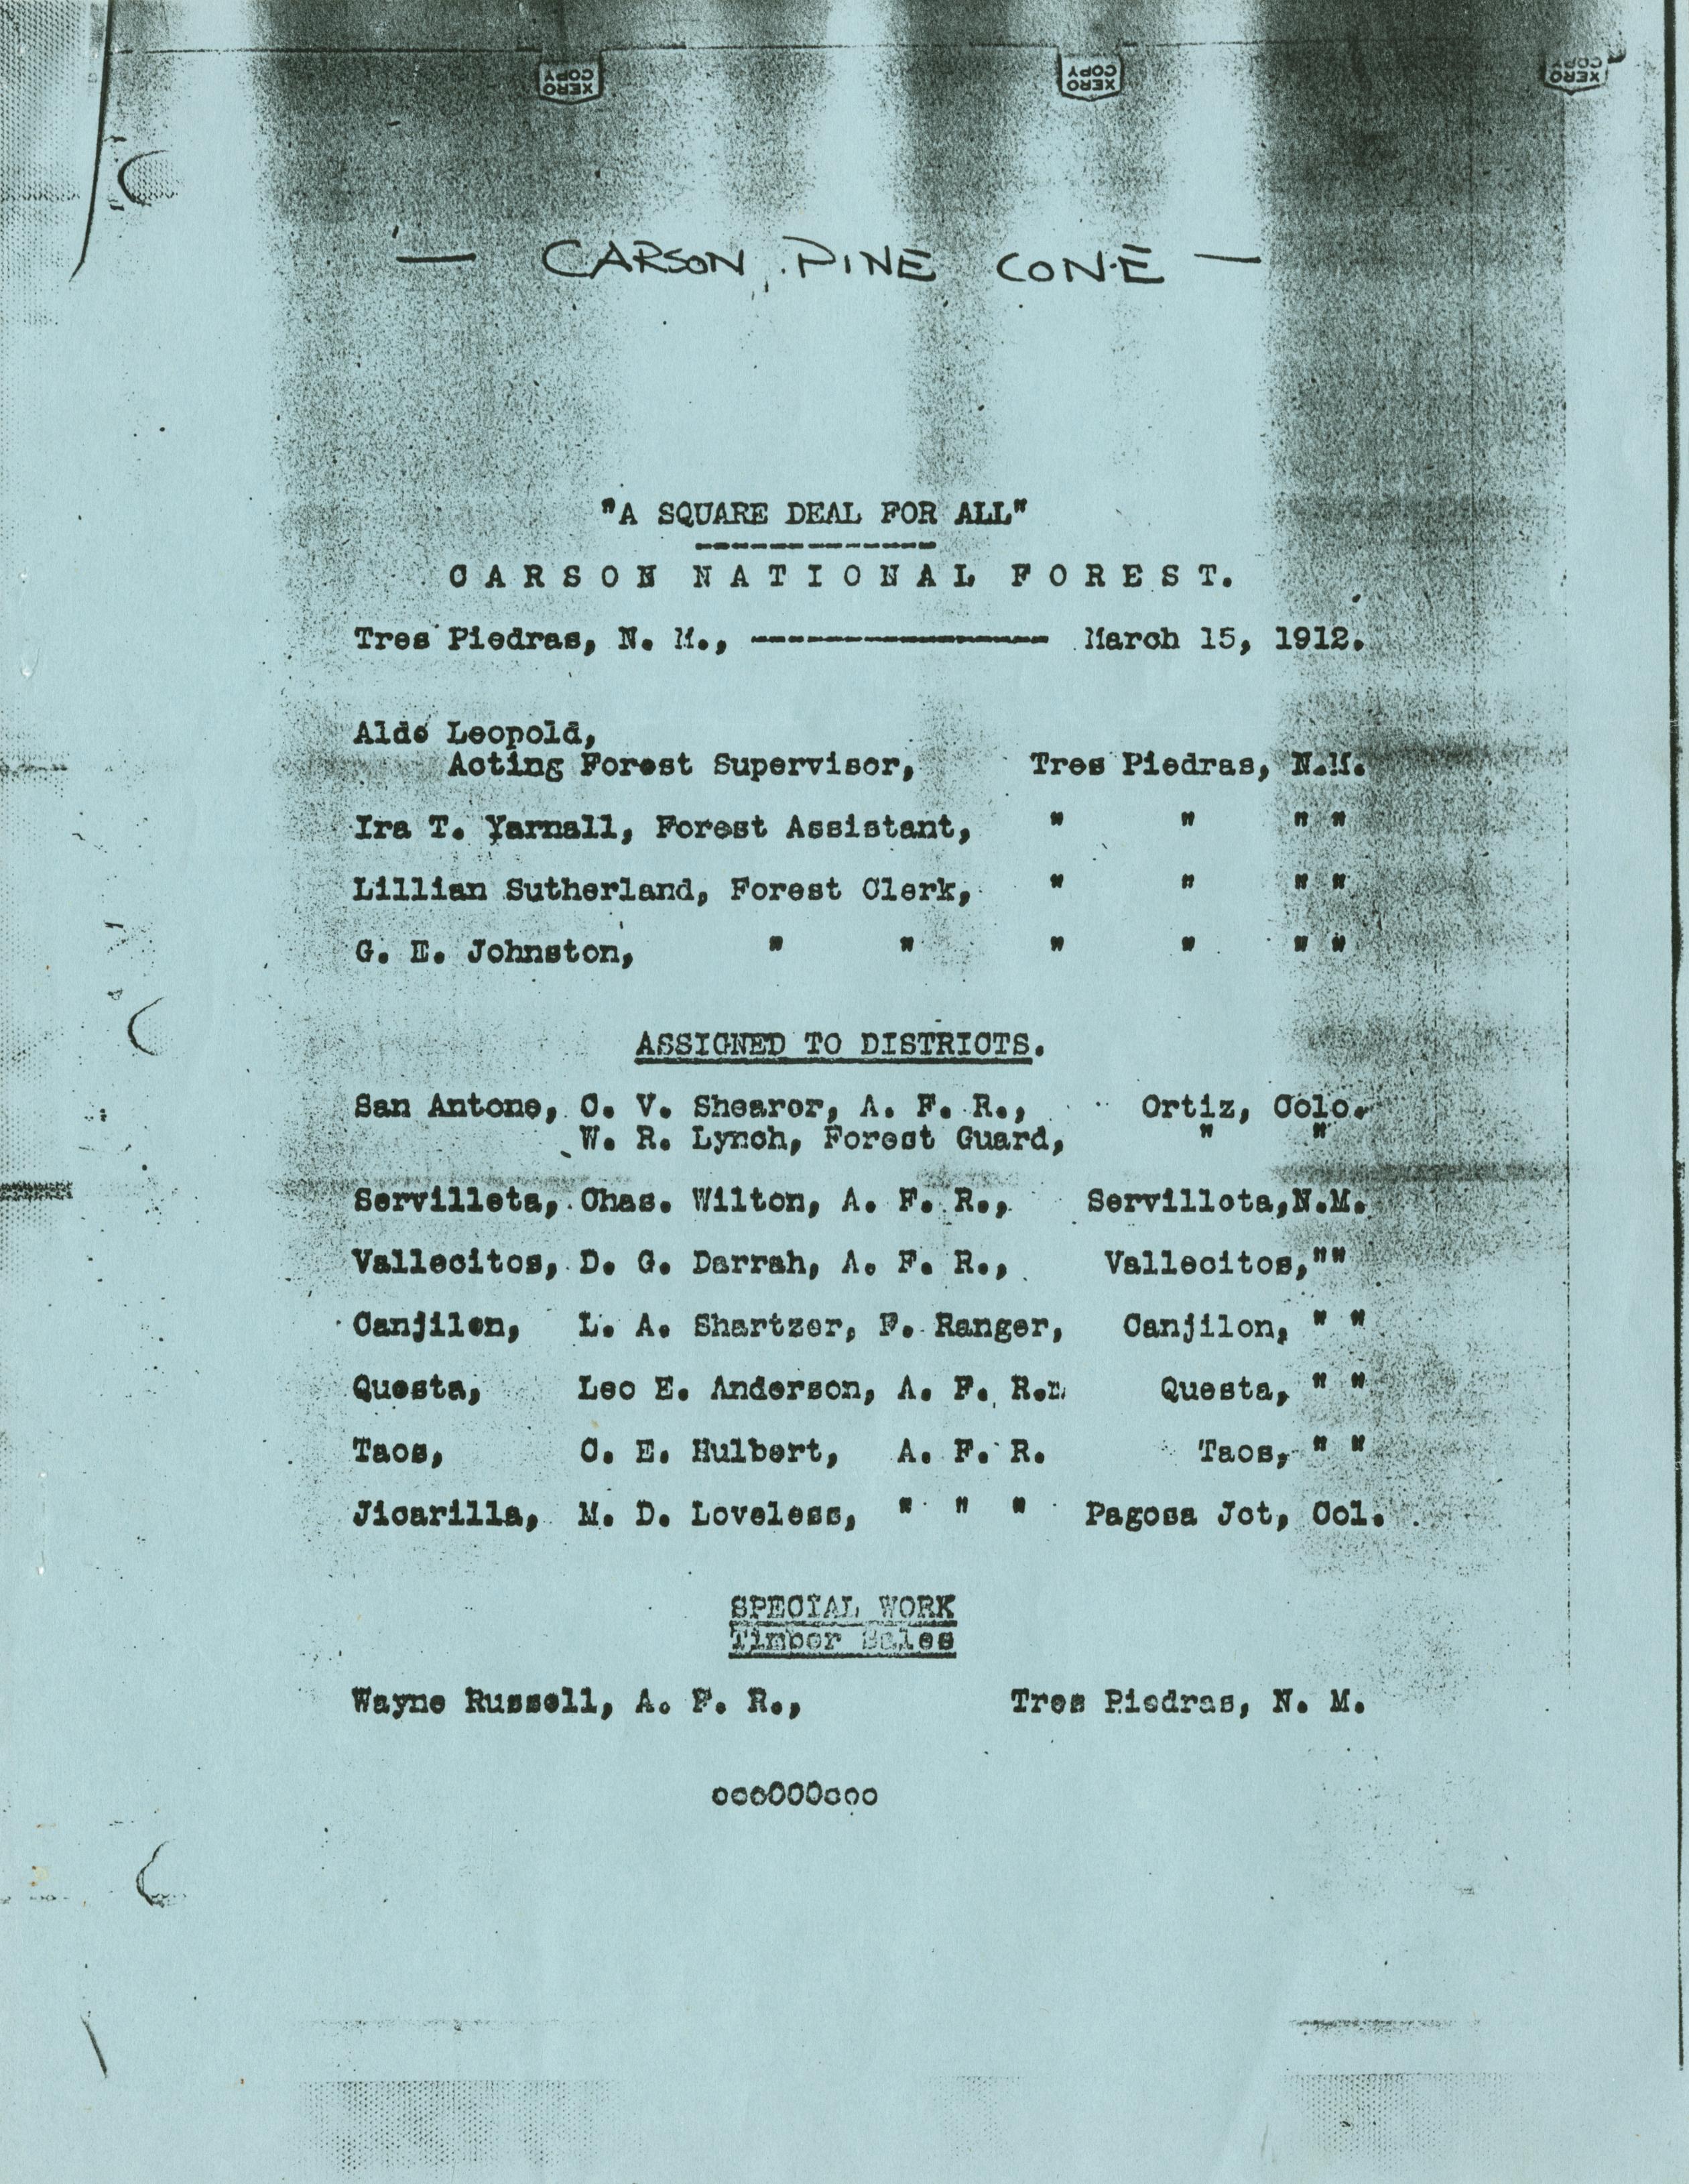 XERO COPY
XERO COPY
XERO COPY
— CARSON PINE CONE —
"A SQUARE DEAL FOR ALL"
-------------
CARSON NATIONAL FOREST.
Tres Piedras, N. M., ---------------- March 15, 1912.
Aldo Leopold,
Acting Forest Supervisor, Tres Piedras, N.M.
Ira T. Yarnall, Forest Assistant, " " " "
Lillian Sutherland, Forest Clerk, " " " "
G. E. Johnston, " " " " " "
ASSIGNED TO DISTRICTS.
San Antone, C. V. Shearer, A. F. R., Ortiz, Colo.
W. R. Lynch, Forest Guard, " "
Servilleta, Chas. Wilton, A. F. R., Servilleta,N.M.
Vallecitos, D. G. Darrah, A. F. R., Vallecitos,""
Canjilon, L. A. Shartzer, F. Ranger, Canjilon, " "
Questa, Leo E. Anderson, A. F. R. Questa, " "
Taos, C. E. Hulbert, A. F. R. Taos, " "
Jicarilla, M. D. Loveless, " " " Pagosa Jct, Col.
SPECIAL WORK
Timber Sales
Wayne Russell, A. F. R., Tres Piedras, N. M.
ooo000ooo